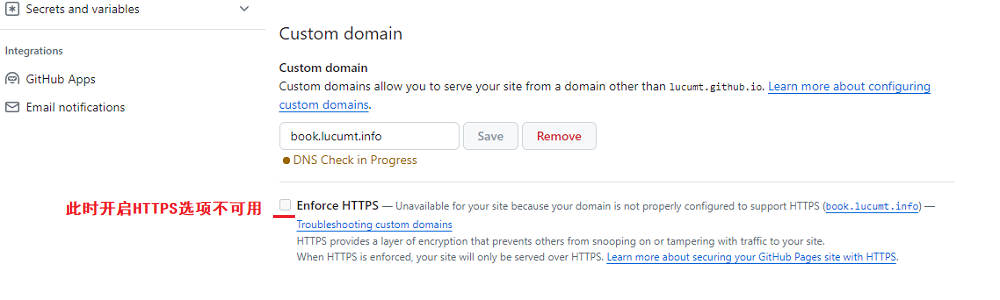 Secrets and variables
Integrations
GitHub Apps
Email notifications
Custom domain
Custom domain
Custom domains allow you to serve your site from a domain other than lucumt.github.io. Learn more about configuring
custom domains.
book.lucumt.info Save Remove
DNS Check in Progress
此时开启HTTPS选项不可用
Enforce HTTPS — Unavailable for your site because your domain is not properly configured to support HTTPS (book.lucumt.info) —
Troubleshooting custom domains
HTTPS provides a layer of encryption that prevents others from snooping on or tampering with traffic to your site.
When HTTPS is enforced, your site will only be served over HTTPS. Learn more about securing your GitHub Pages site with HTTPS.